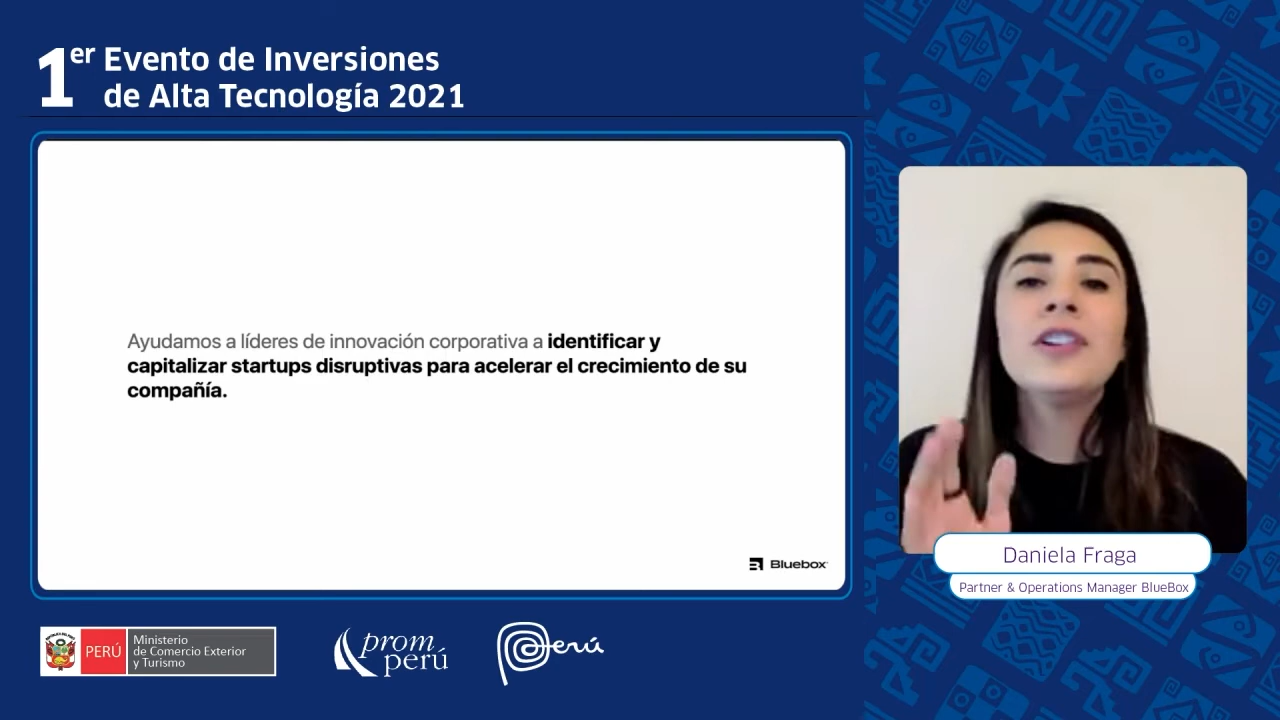 1er Evento de Inversiones
de Alta Tecnología 2021
Ayudamos a líderes de innovación corporativa a identificar y
capitalizar startups disruptivas para acelerar el crecimiento de su
compañía.
Bluebox
Daniela Fraga
Partner & Operations Manager BlueBox
PERÚ
Ministerio
de Comercio Exterior
y Turismo
prom
perú
Perú